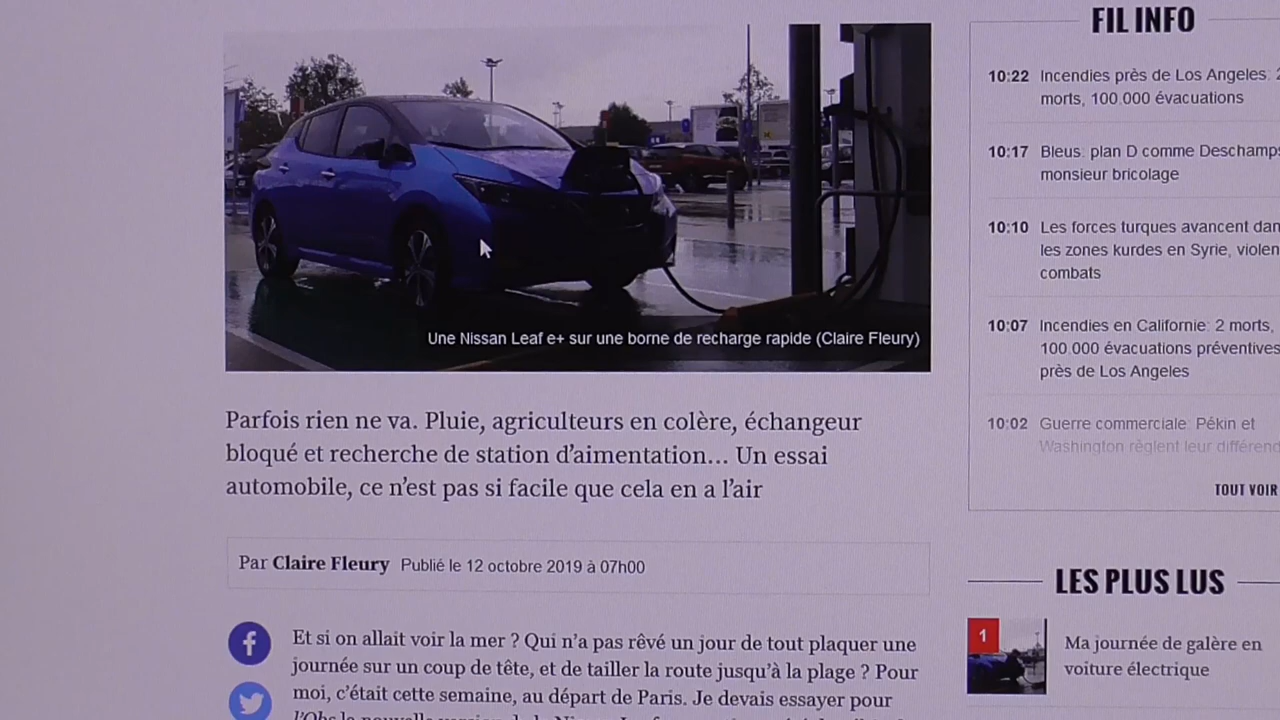 Une Nissan Leaf e+ sur une borne de recharge rapide (Claire Fleury)
Parfois rien ne va. Pluie, agriculteurs en colère, échangeur
bloqué et recherche de station d’aimentation... Un essai
automobile, ce n’est pas si facile que cela en a l’air
Par Claire Fleury Publié le 12 octobre 2019 à 07h00
Et si on allait voir la mer ? Qui n’a pas rêvé un jour de tout plaquer une
journée sur un coup de tête, et de tailler la route jusqu’à la plage ? Pour
moi, c’était cette semaine, au départ de Paris. Je devais essayer pour
FIL INFO
10:22 Incendies près de Los Angeles: 2
morts, 100.000 évacuations
10:17 Bleus: plan D comme Deschamps
monsieur bricolage
10:10 Les forces turques avancent dan
les zones kurdes en Syrie, violen
combats
10:07 Incendies en Californie: 2 morts,
100.000 évacuations préventives
près de Los Angeles
10:02 Guerre commerciale: Pékin et
Washington règlent leur différend
TOUT VOIR
LES PLUS LUS
1
Ma journée de galère en
voiture électrique